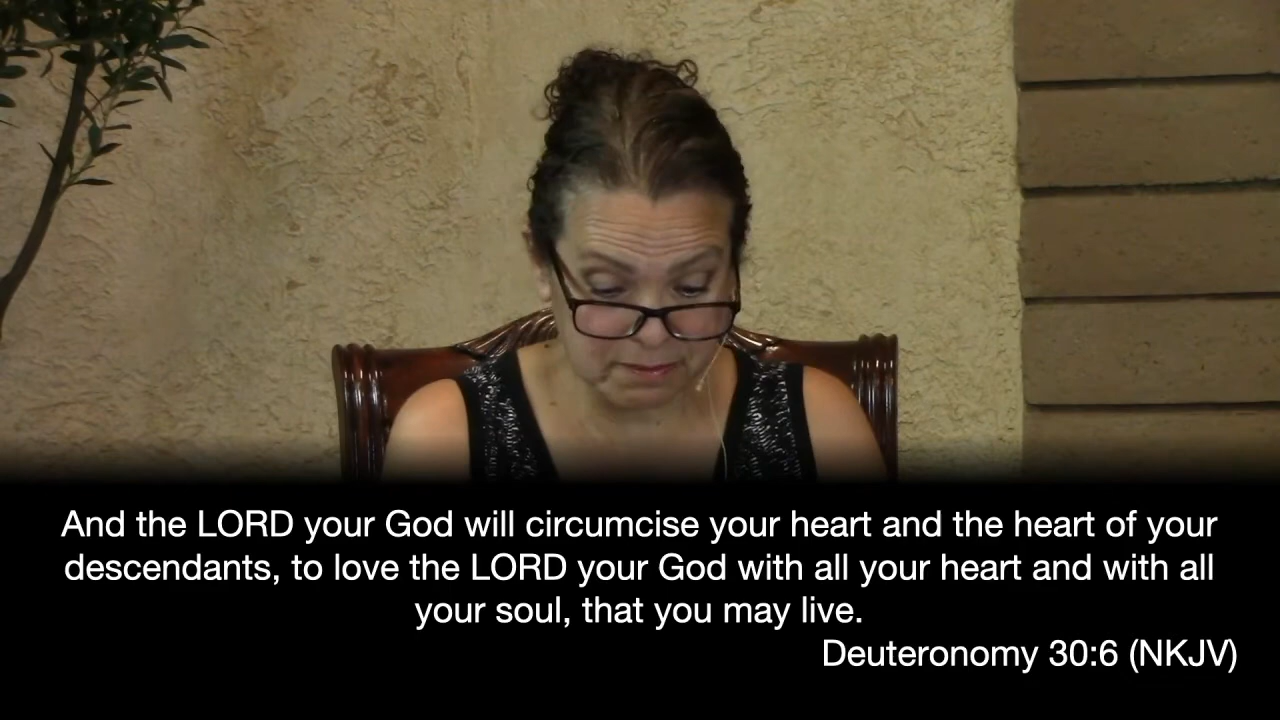 And the LORD your God will circumcise your heart and the heart of your
descendants, to love the LORD your God with all your heart and with all
your soul, that you may live.
Deuteronomy 30:6 (NKJV)